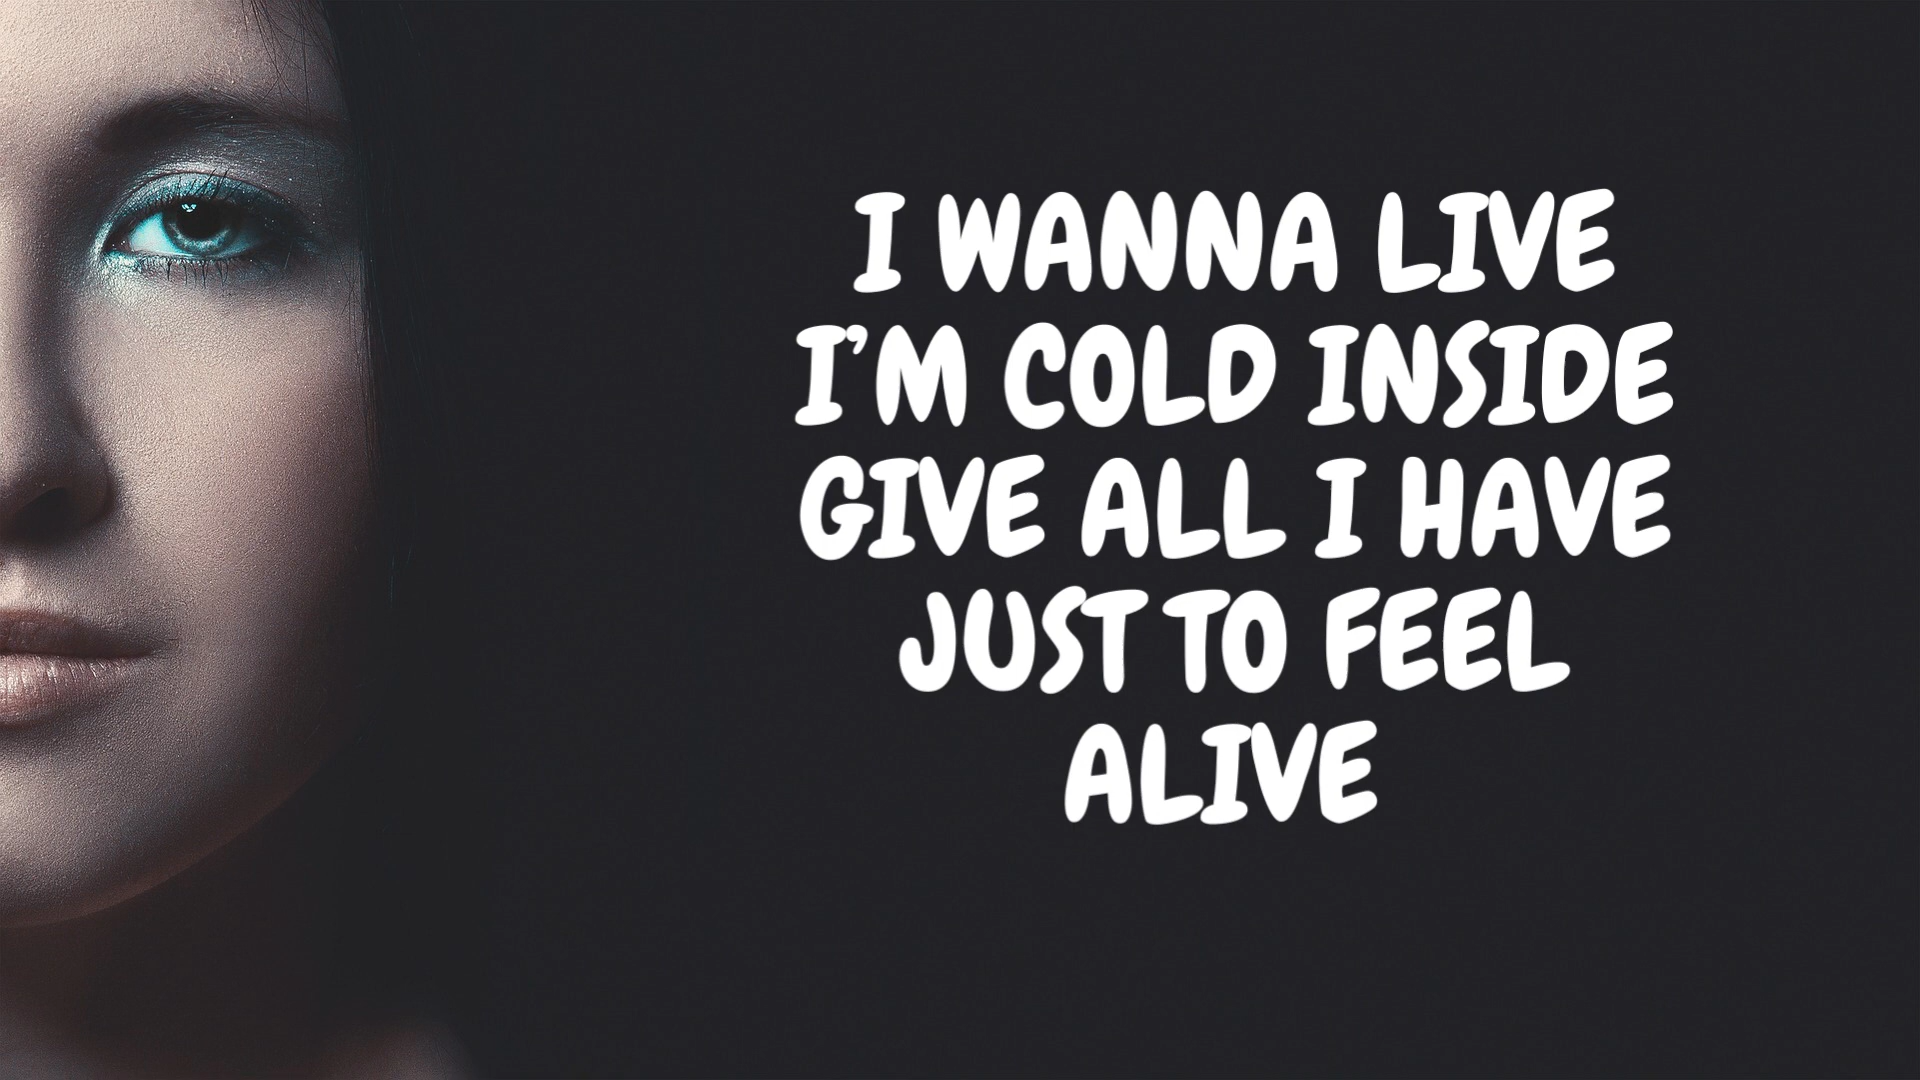 I WANNA LIVE
I'M COLD INSIDE
GIVE ALL I HAVE
JUST TO FEEL
ALIVE